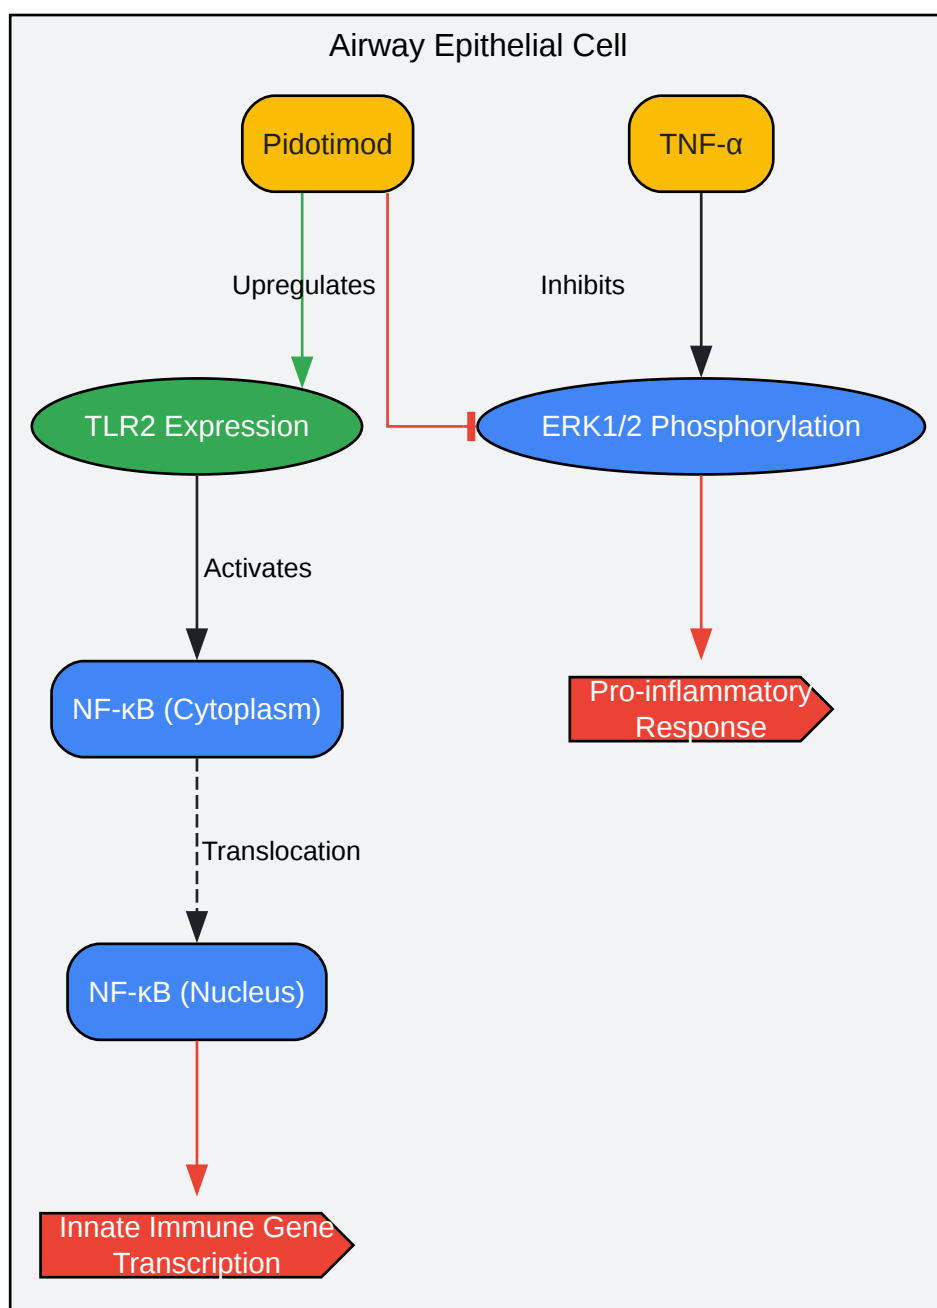 Airway Epithelial Cell
Pidotimod
TNF-α
Upregulates
Inhibits
TLR2 Expression
ERK1/2 Phosphorylation
Activates
NF-κB (Cytoplasm)
Pro-inflammatory
Response
Translocation
NF-κB (Nucleus)
Innate Immune Gene
Transcription